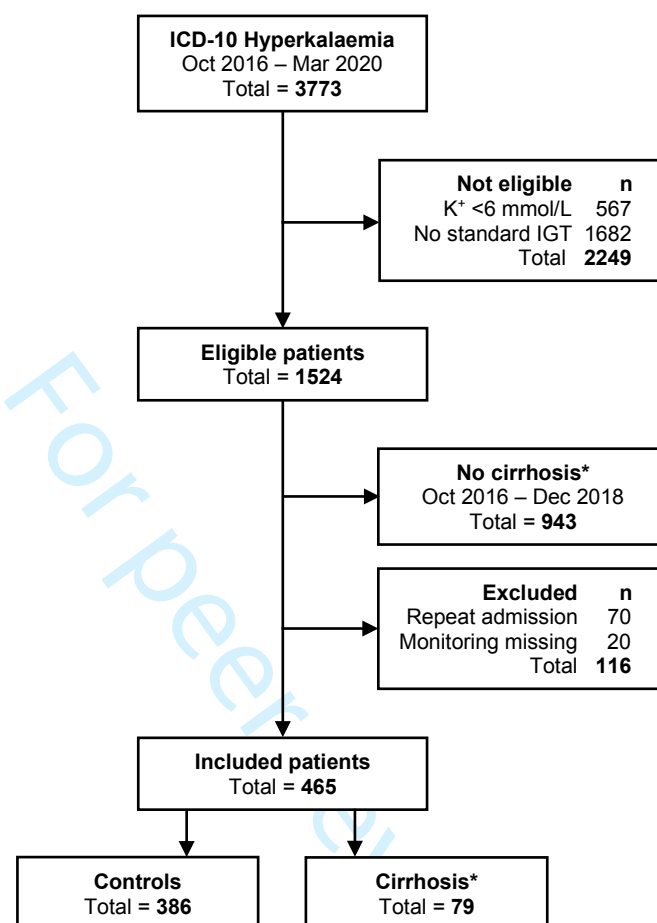 ICD-10 Hyperkalaemia
Oct 2016 – Mar 2020
Total = 3773
Not eligible n
K⁺ <6 mmol/L 567
No standard IGT 1682
Total 2249
Eligible patients
Total = 1524
No cirrhosis*
Oct 2016 – Dec 2018
Total = 943
Excluded n
Repeat admission 70
Monitoring missing 20
Total 116
Included patients
Total = 465
Controls
Total = 386
Cirrhosis*
Total = 79
For peer